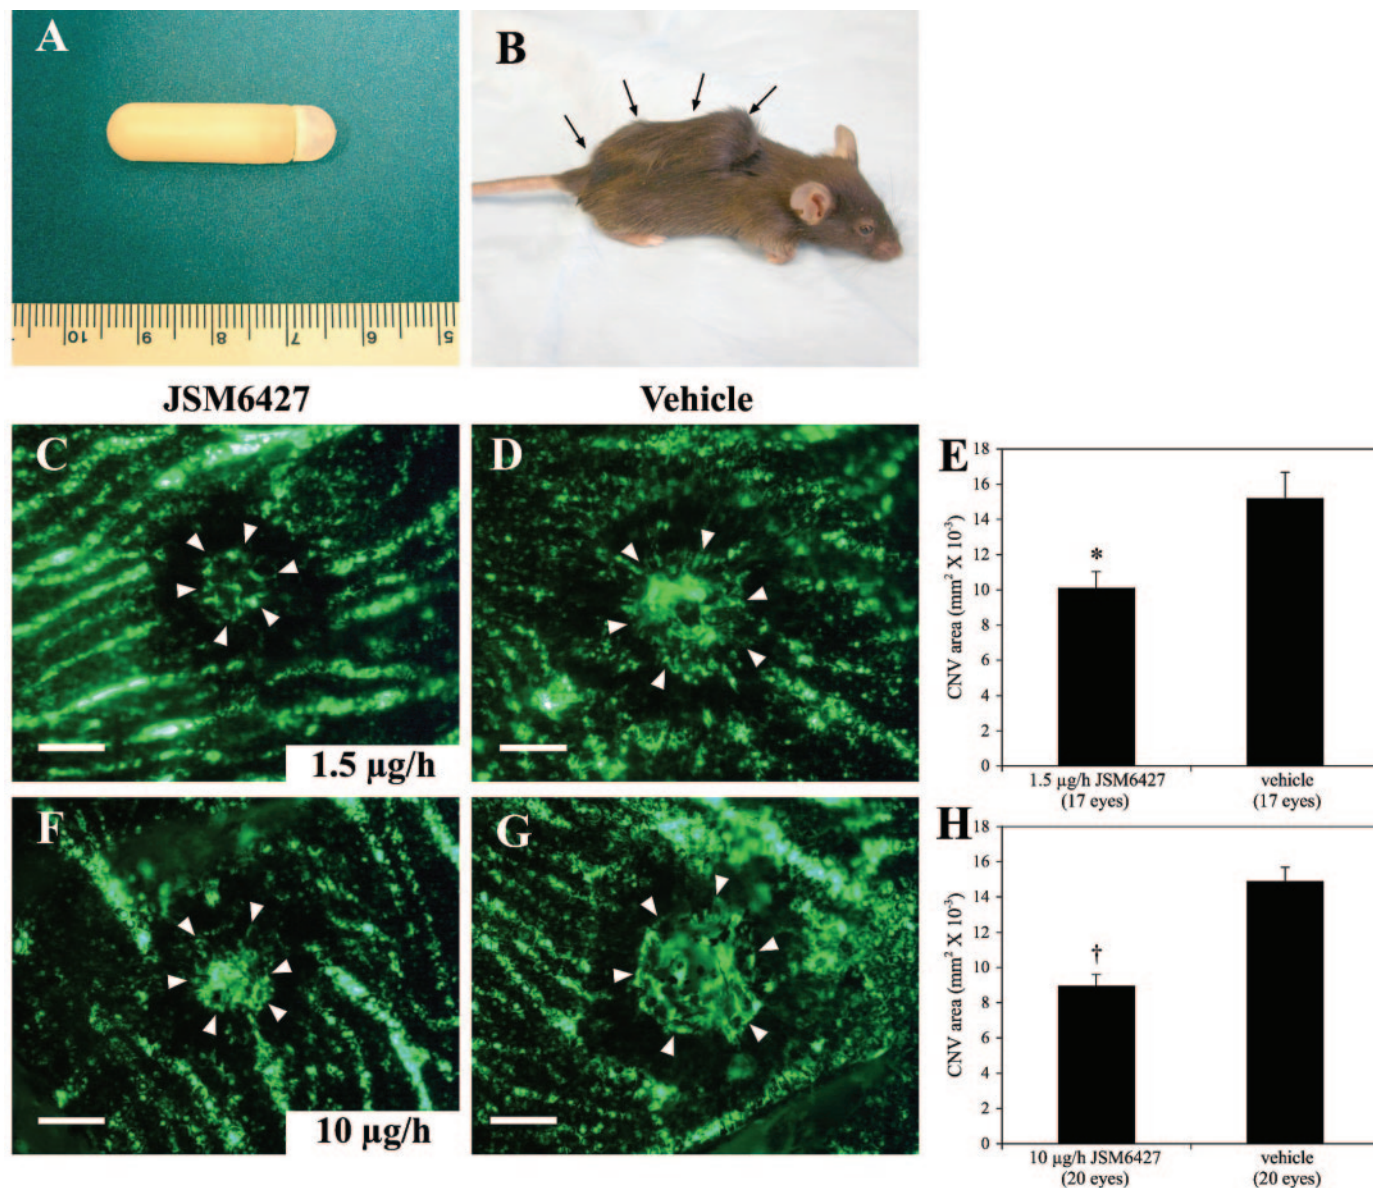 A
B
10 9 8 7 6 5
JSM6427
Vehicle
C
D
1.5 µg/h
E
18
16
14
12
10
8
6
4
2
0
CNV area (mm² X 10⁻³)
*
1.5 µg/h JSM6427
(17 eyes)
vehicle
(17 eyes)
F
G
10 µg/h
H
18
16
14
12
10
8
6
4
2
0
CNV area (mm² X 10⁻³)
†
10 µg/h JSM6427
(20 eyes)
vehicle
(20 eyes)